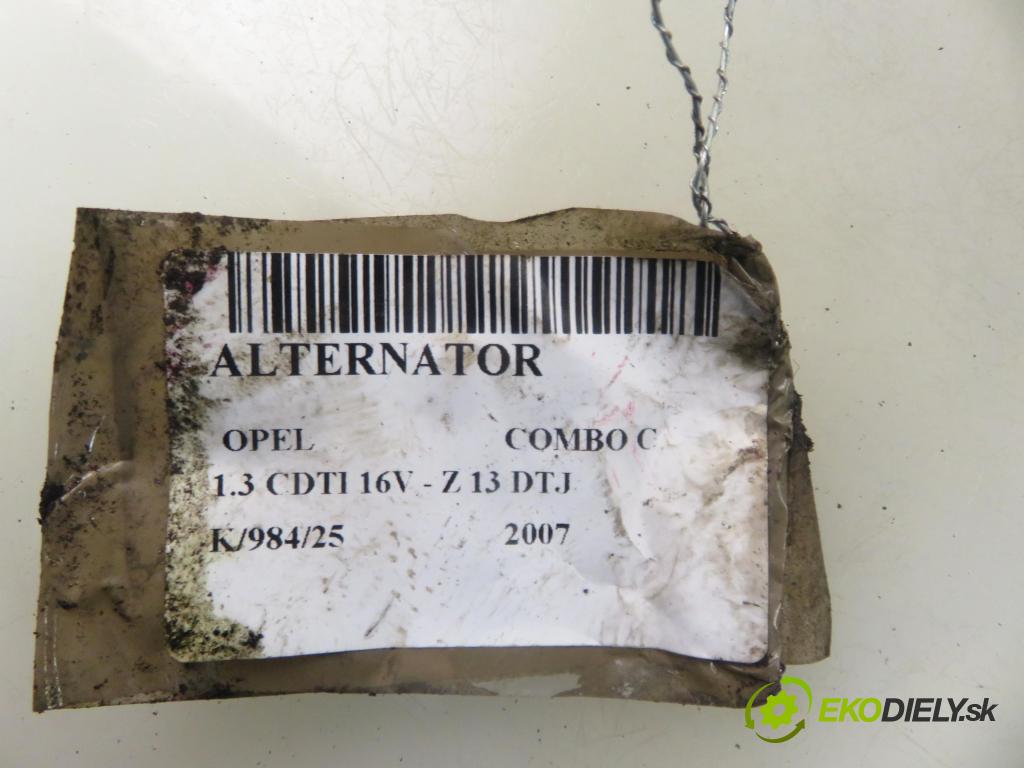 ALTERNATOR
OPEL COMBO C
1.3 CDTI 16V - Z 13 DTJ
K/984/25 2007
EKODIELY.sk